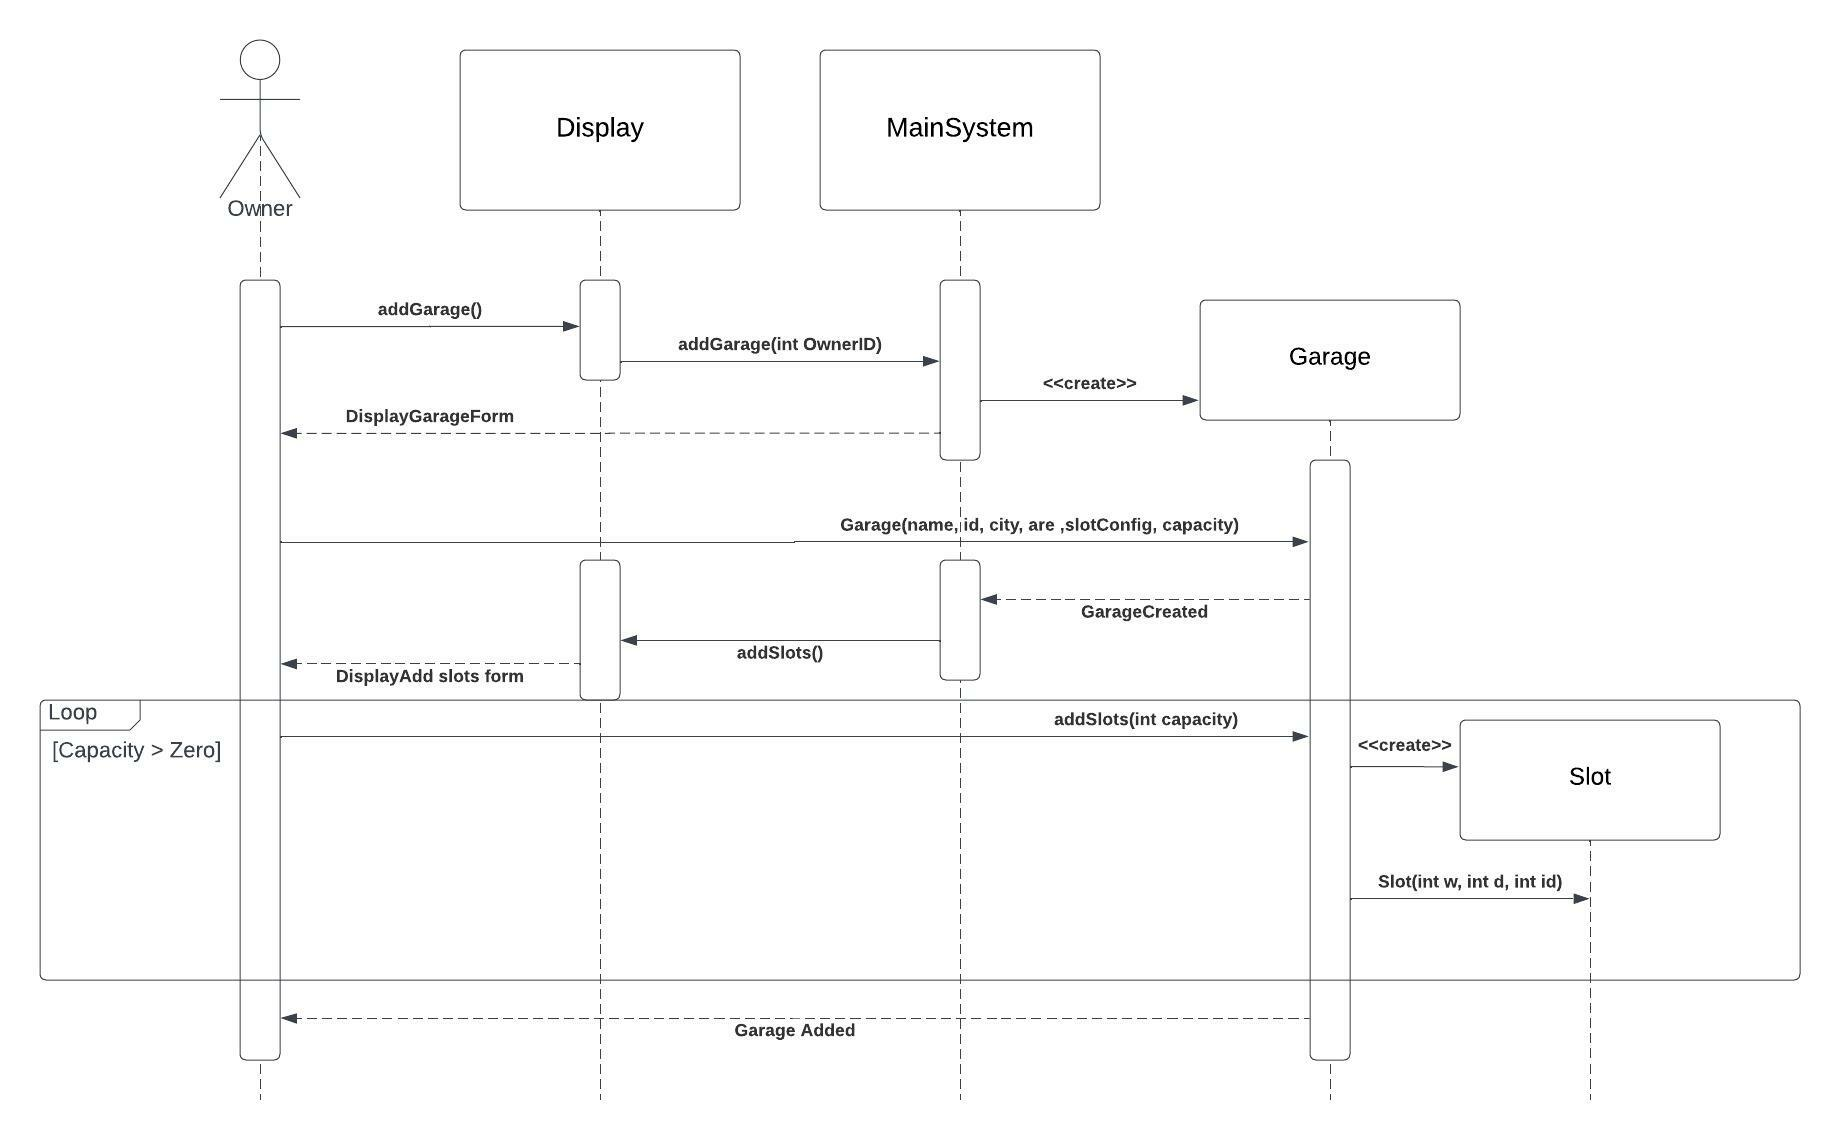 Owner
Display
MainSystem
addGarage()
addGarage(int OwnerID)
<<create>>
Garage
DisplayGarageForm
Garage(name, id, city, are ,slotConfig, capacity)
GarageCreated
addSlots()
DisplayAdd slots form
Loop
[Capacity > Zero]
addSlots(int capacity)
<<create>>
Slot
Slot(int w, int d, int id)
Garage Added